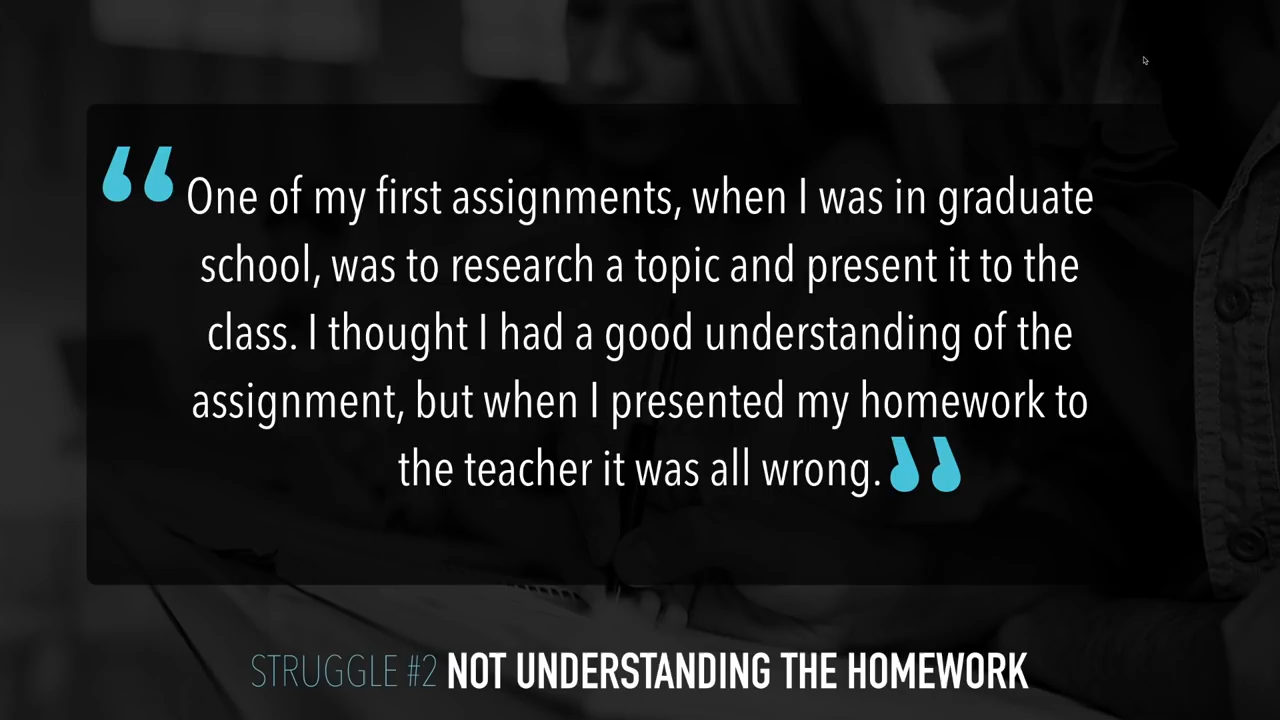 “One of my first assignments, when I was in graduate
school, was to research a topic and present it to the
class. I thought I had a good understanding of the
assignment, but when I presented my homework to
the teacher it was all wrong.”
STRUGGLE #2 NOT UNDERSTANDING THE HOMEWORK